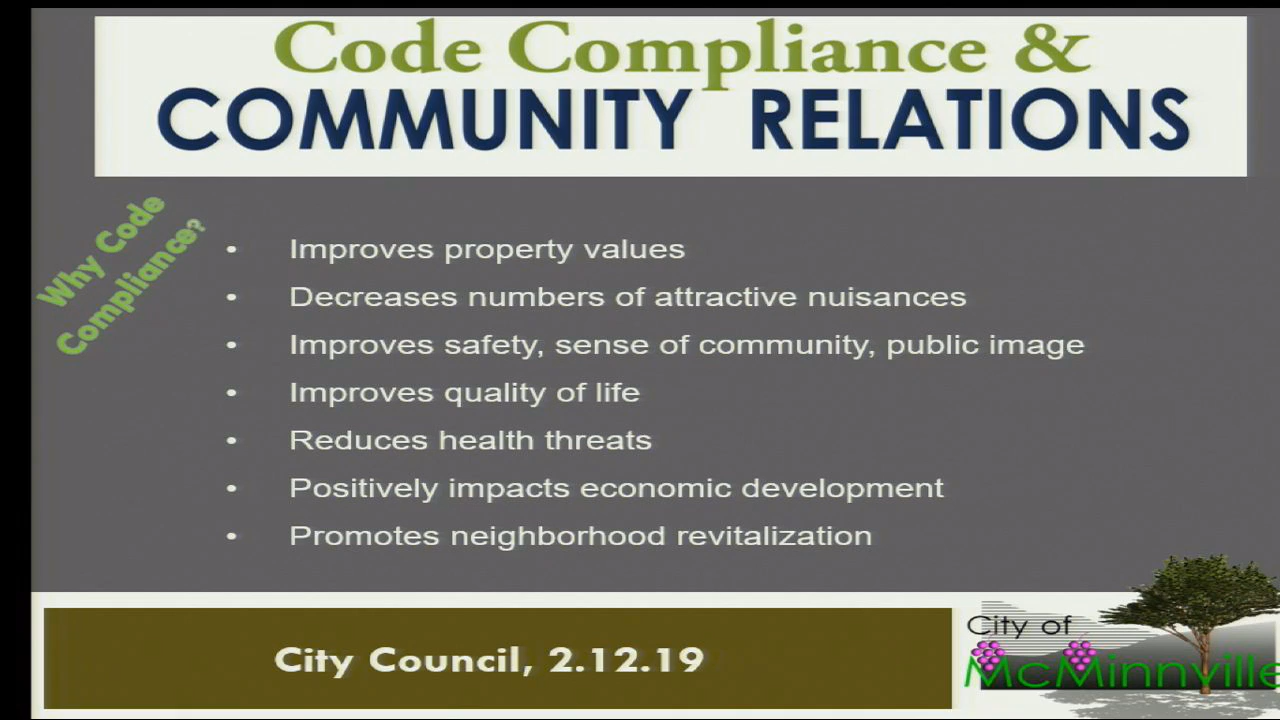 Code Compliance &
COMMUNITY RELATIONS
Why Code
Compliance?
• Improves property values
• Decreases numbers of attractive nuisances
• Improves safety, sense of community, public image
• Improves quality of life
• Reduces health threats
• Positively impacts economic development
• Promotes neighborhood revitalization
City Council, 2.12.19
City of
McMinnville